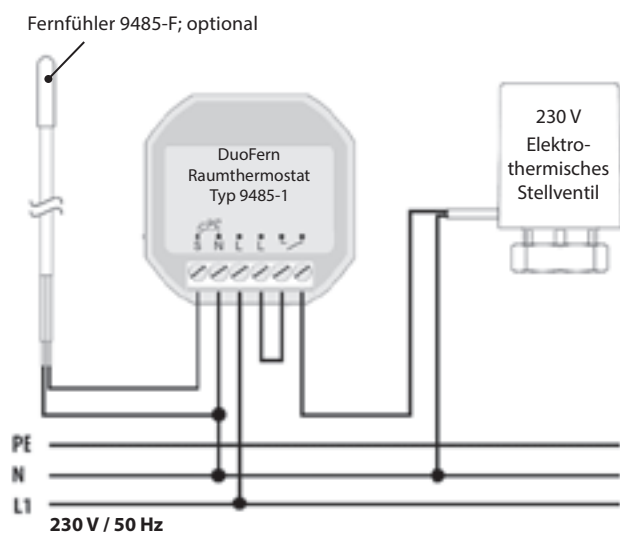 Fernfühler 9485-F; optional
230 V
Elektro-
thermisches
Stellventil
DuoFern
Raumthermostat
Typ 9485-1
°C
S N L L
PE
N
L1
230 V / 50 Hz